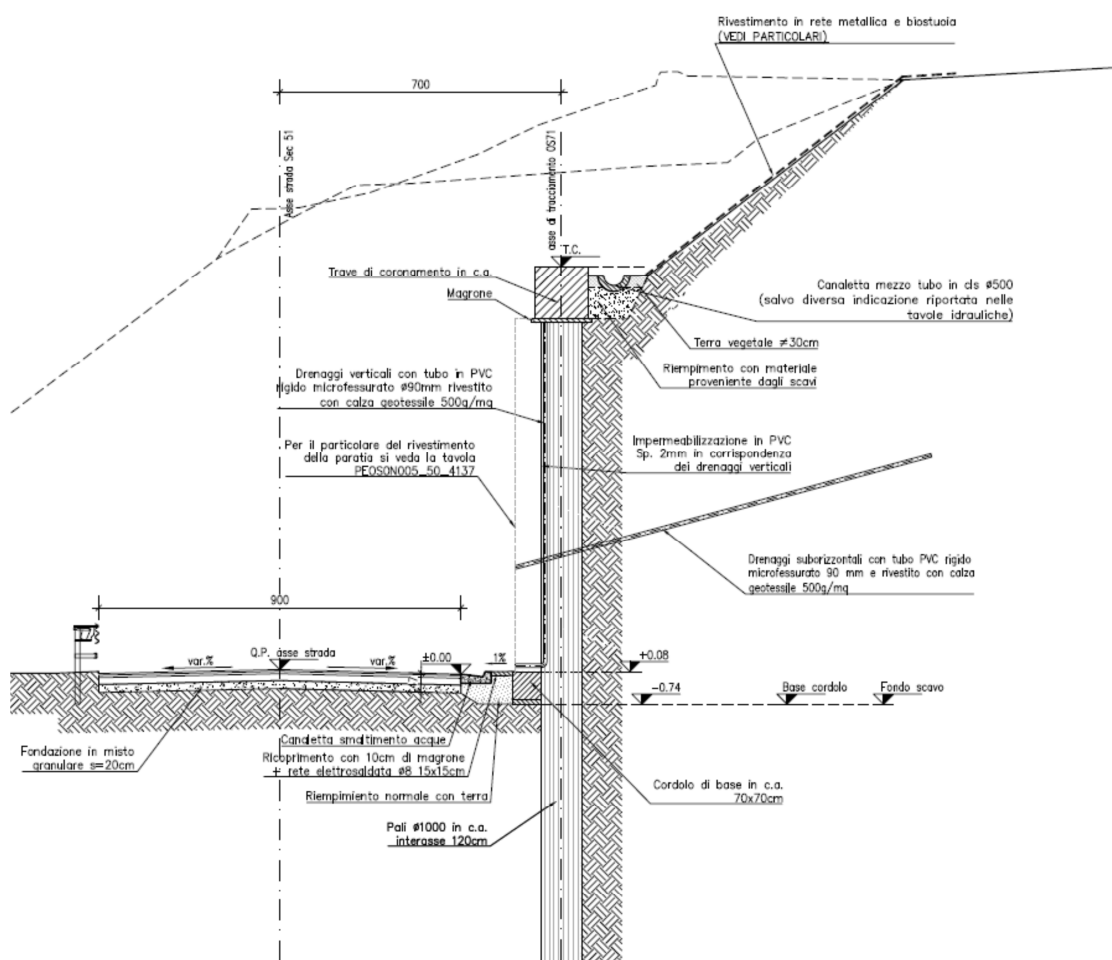 Rivestimento in rete metallica e biostuoia
(VEDI PARTICOLARI)
700
Asse strada Sec 51
asse di tracciamento OS71
T.C.
Trave di coronamento in c.a.
Magrone
Canaletta mezzo tubo in cls ø500
(salvo diversa indicazione riportata nelle
tavole idrauliche)
Terra vegetale ≠30cm
Riempimento con materiale
proveniente dagli scavi
Drenaggi verticali con tubo in PVC
rigido microfessurato ø90mm rivestito
con calza geotessile 500g/mq
Per il particolare del rivestimento
della paratia si veda la tavola
PEOSON005_50_4137
Impermeabilizzazione in PVC
Sp. 2mm in corrispondenza
dei drenaggi verticali
Drenaggi suborizzontali con tubo PVC rigido
microfessurato 90 mm e rivestito con calza
geotessile 500g/mq
900
var.%
Q.P. asse strada
var.%
±0.00
1%
+0.08
-0.74
Base cordolo
Fondo scavo
Fondazione in misto
granulare s=20cm
Canaletta smaltimento acque
Ricoprimento con 10cm di magrone
+ rete elettrosaldata ø8 15x15cm
Riempimiento normale con terra
Cordolo di base in c.a.
70x70cm
Pali ø1000 in c.a.
interasse 120cm